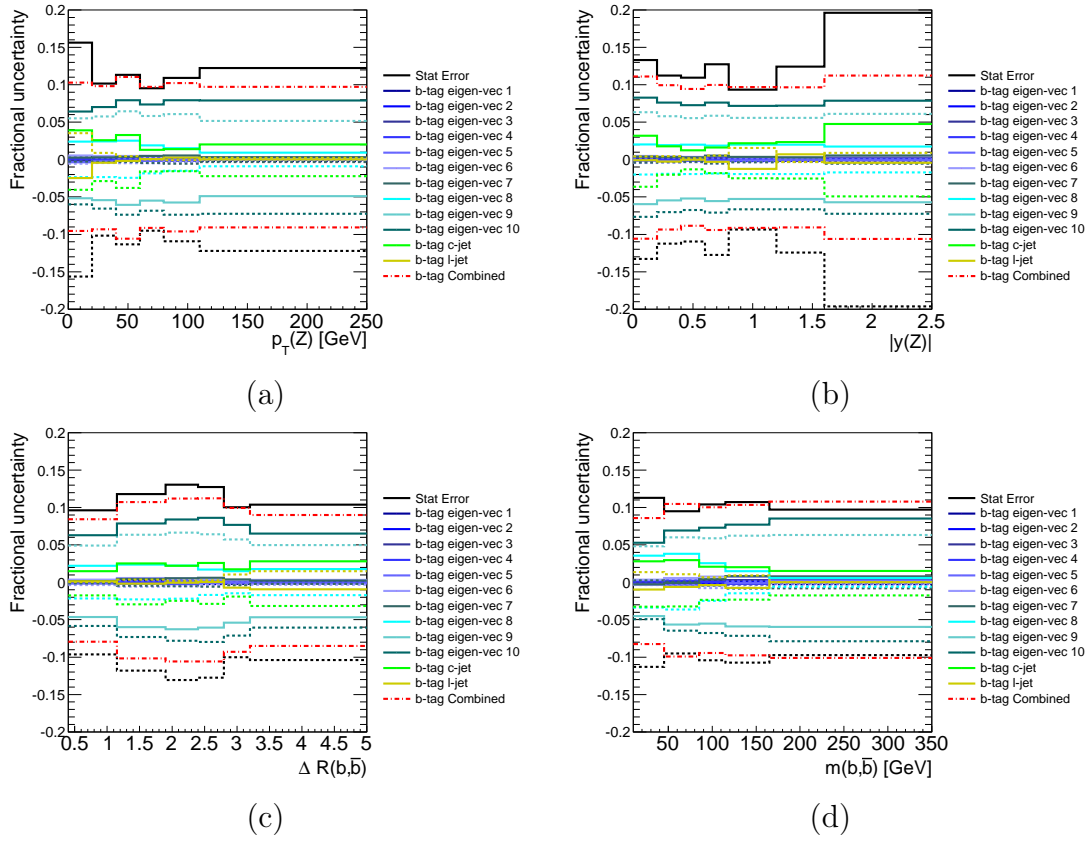 Fractional uncertainty
0.2
0.15
0.1
0.05
0
-0.05
-0.1
-0.15
-0.2
0 50 100 150 200 250
p_T(Z) [GeV]
Stat Error
b-tag eigen-vec 1
b-tag eigen-vec 2
b-tag eigen-vec 3
b-tag eigen-vec 4
b-tag eigen-vec 5
b-tag eigen-vec 6
b-tag eigen-vec 7
b-tag eigen-vec 8
b-tag eigen-vec 9
b-tag eigen-vec 10
b-tag c-jet
b-tag l-jet
b-tag Combined
(a)
Fractional uncertainty
0.2
0.15
0.1
0.05
0
-0.05
-0.1
-0.15
-0.2
0 0.5 1 1.5 2 2.5
|y(Z)|
Stat Error
b-tag eigen-vec 1
b-tag eigen-vec 2
b-tag eigen-vec 3
b-tag eigen-vec 4
b-tag eigen-vec 5
b-tag eigen-vec 6
b-tag eigen-vec 7
b-tag eigen-vec 8
b-tag eigen-vec 9
b-tag eigen-vec 10
b-tag c-jet
b-tag l-jet
b-tag Combined
(b)
Fractional uncertainty
0.2
0.15
0.1
0.05
0
-0.05
-0.1
-0.15
-0.2
0.5 1 1.5 2 2.5 3 3.5 4 4.5 5
Δ R(b,b̅)
Stat Error
b-tag eigen-vec 1
b-tag eigen-vec 2
b-tag eigen-vec 3
b-tag eigen-vec 4
b-tag eigen-vec 5
b-tag eigen-vec 6
b-tag eigen-vec 7
b-tag eigen-vec 8
b-tag eigen-vec 9
b-tag eigen-vec 10
b-tag c-jet
b-tag l-jet
b-tag Combined
(c)
Fractional uncertainty
0.2
0.15
0.1
0.05
0
-0.05
-0.1
-0.15
-0.2
50 100 150 200 250 300 350
m(b,b̅) [GeV]
Stat Error
b-tag eigen-vec 1
b-tag eigen-vec 2
b-tag eigen-vec 3
b-tag eigen-vec 4
b-tag eigen-vec 5
b-tag eigen-vec 6
b-tag eigen-vec 7
b-tag eigen-vec 8
b-tag eigen-vec 9
b-tag eigen-vec 10
b-tag c-jet
b-tag l-jet
b-tag Combined
(d)